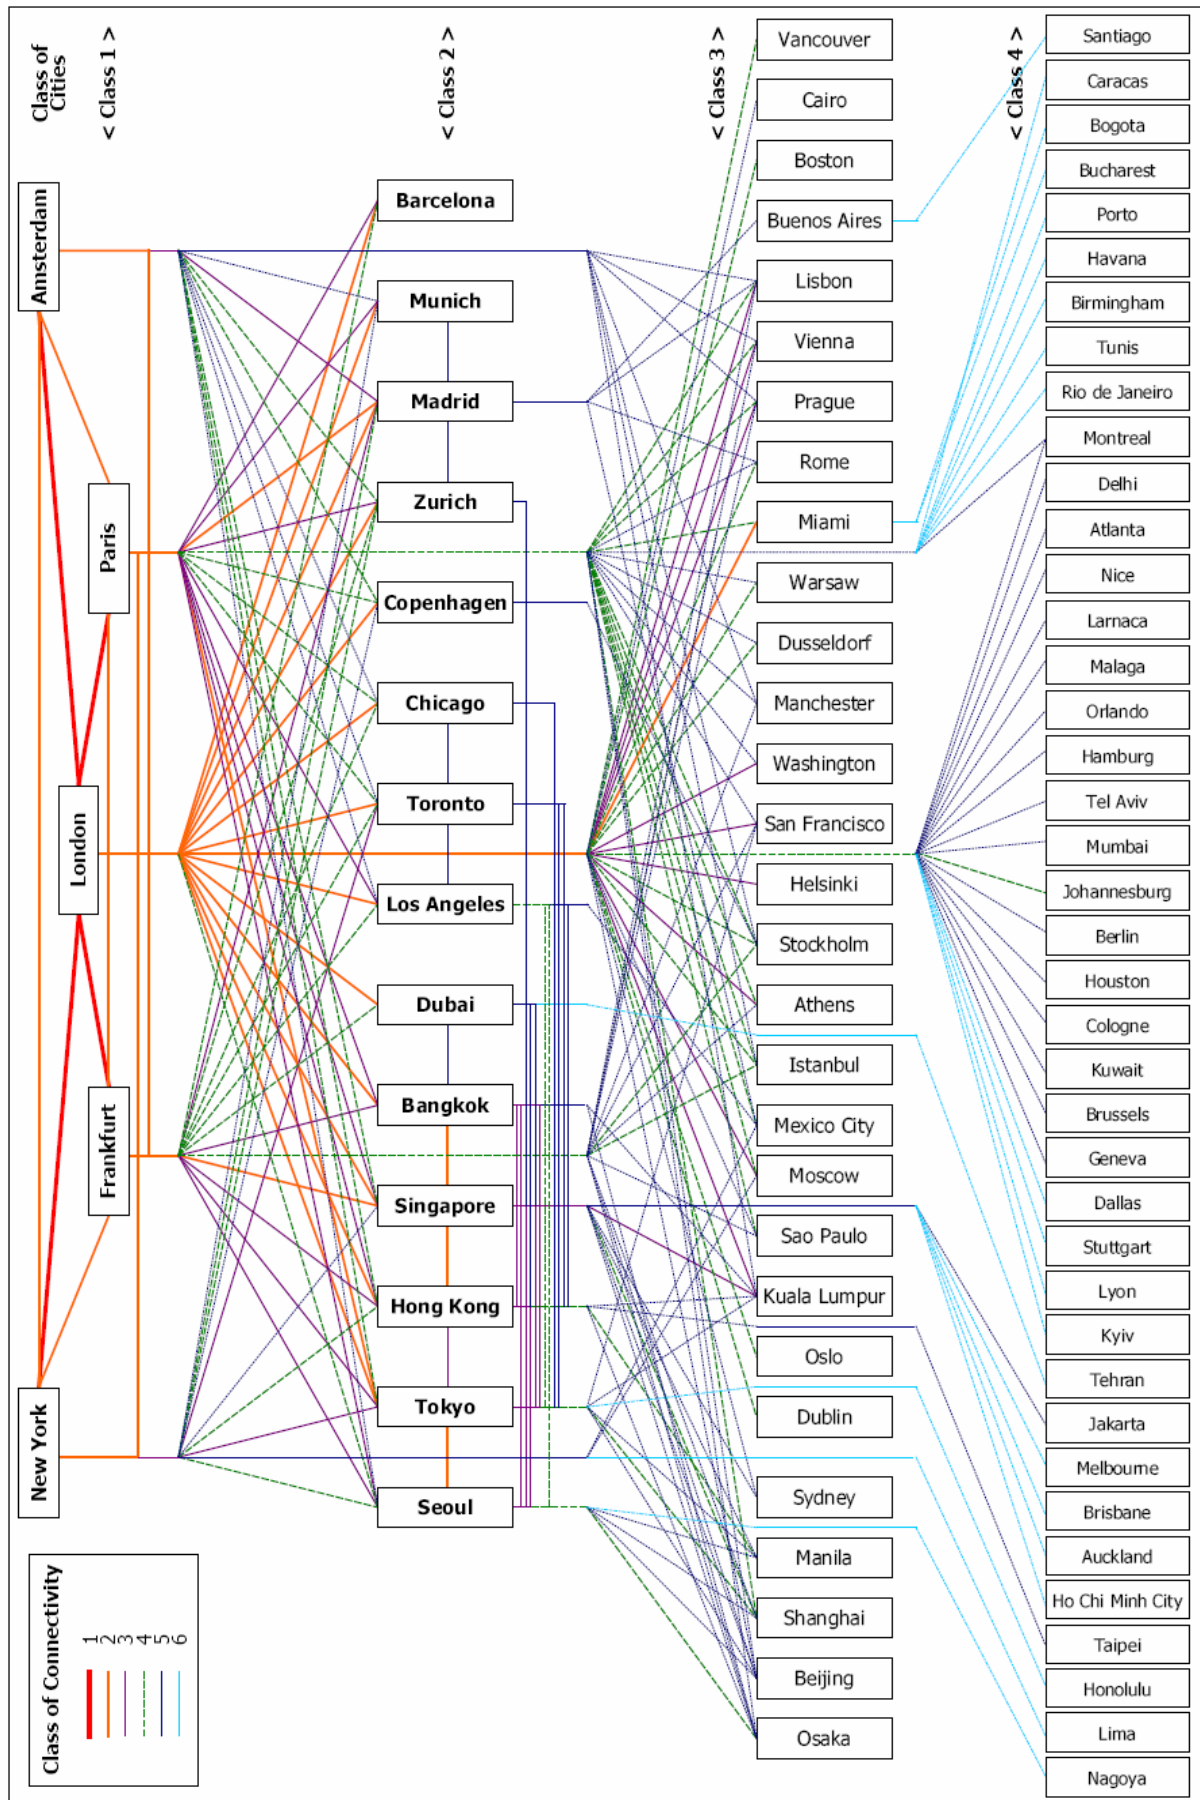 Class of
Cities
< Class 1 >
< Class 2 >
< Class 3 >
< Class 4 >
Amsterdam
Paris
London
Frankfurt
New York
Barcelona
Munich
Madrid
Zurich
Copenhagen
Chicago
Toronto
Los Angeles
Dubai
Bangkok
Singapore
Hong Kong
Tokyo
Seoul
Vancouver
Cairo
Boston
Buenos Aires
Lisbon
Vienna
Prague
Rome
Miami
Warsaw
Dusseldorf
Manchester
Washington
San Francisco
Helsinki
Stockholm
Athens
Istanbul
Mexico City
Moscow
Sao Paulo
Kuala Lumpur
Oslo
Dublin
Sydney
Manila
Shanghai
Beijing
Osaka
Santiago
Caracas
Bogota
Bucharest
Porto
Havana
Birmingham
Tunis
Rio de Janeiro
Montreal
Delhi
Atlanta
Nice
Larnaca
Malaga
Orlando
Hamburg
Tel Aviv
Mumbai
Johannesburg
Berlin
Houston
Cologne
Kuwait
Brussels
Geneva
Dallas
Stuttgart
Lyon
Kyiv
Tehran
Jakarta
Melbourne
Brisbane
Auckland
Ho Chi Minh City
Taipei
Honolulu
Lima
Nagoya
Class of Connectivity
1
2
3
4
5
6